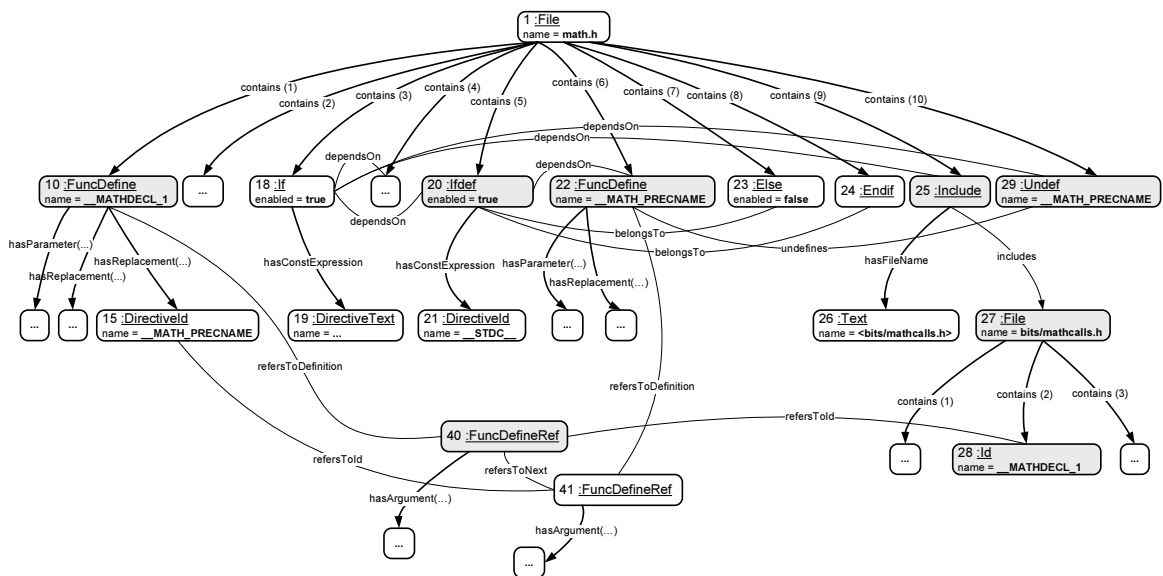 1 :File
name = math.h
contains (1)
contains (2)
contains (3)
contains (4)
contains (5)
contains (6)
contains (7)
contains (8)
contains (9)
contains (10)
dependsOn
dependsOn
dependsOn
dependsOn
dependsOn
10 :FuncDefine
name = __MATHDECL_1
...
18 :If
enabled = true
...
20 :Ifdef
enabled = true
22 :FuncDefine
name = __MATH_PRECNAME
23 :Else
enabled = false
24 :Endif
25 :Include
29 :Undef
name = __MATH_PRECNAME
belongsTo
belongsTo
undefines
hasParameter(...)
hasReplacement(...)
hasReplacement(...)
hasConstExpression
hasConstExpression
hasParameter(...)
hasReplacement(...)
hasFileName
includes
...
...
15 :DirectiveId
name = __MATH_PRECNAME
19 :DirectiveText
name = ...
21 :DirectiveId
name = __STDC__
...
...
26 :Text
name = <bits/mathcalls.h>
27 :File
name = bits/mathcalls.h
refersToDefinition
refersToDefinition
contains (1)
contains (2)
contains (3)
40 :FuncDefineRef
refersToId
...
28 :Id
name = __MATHDECL_1
...
refersToId
refersToNext
41 :FuncDefineRef
hasArgument(...)
hasArgument(...)
...
...